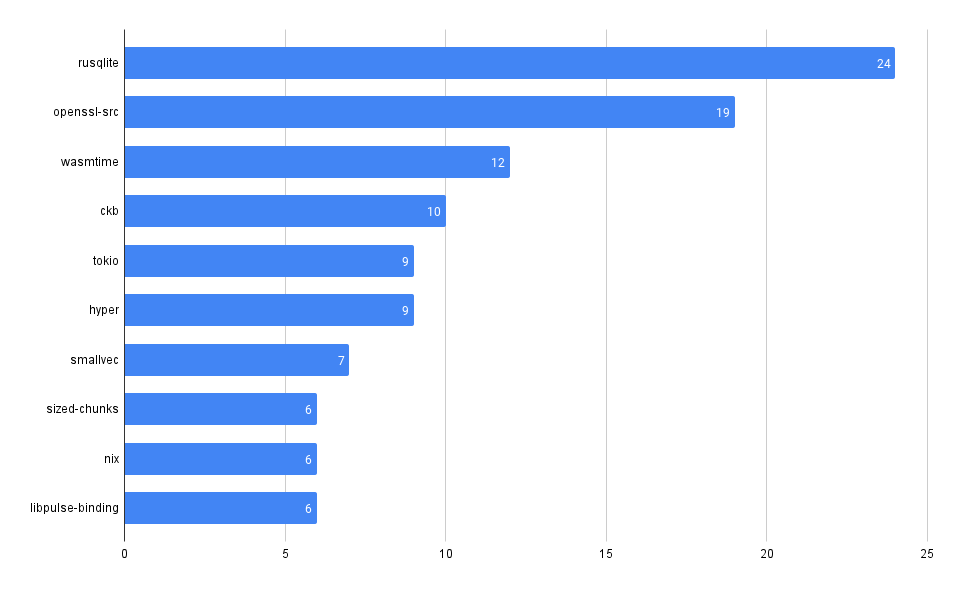 rusqlite 24
openssl-src 19
wasmtime 12
ckb 10
tokio 9
hyper 9
smallvec 7
sized-chunks 6
nix 6
libpulse-binding 6
0 5 10 15 20 25